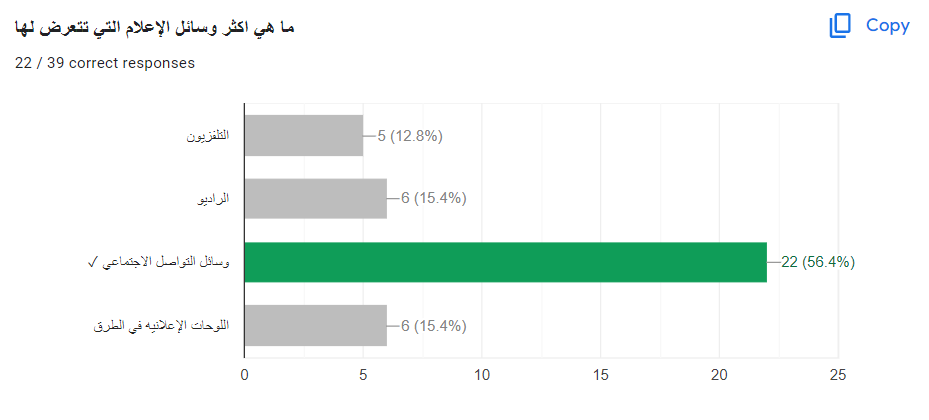 ما هي اكثر وسائل الإعلام التي تتعرض لها
Copy
22 / 39 correct responses
التلفزيون
5 (12.8%)
الراديو
6 (15.4%)
✓ وسائل التواصل الاجتماعي
22 (56.4%)
اللوحات الإعلانيه في الطرق
6 (15.4%)
0 5 10 15 20 25